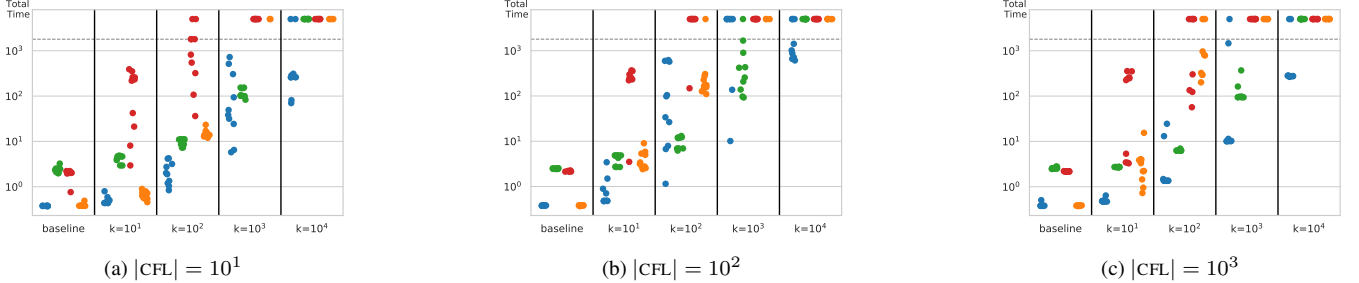 Total
Time
10³
10²
10¹
10⁰
baseline k=10¹ k=10² k=10³ k=10⁴
(a) |CFL| = 10¹
Total
Time
10³
10²
10¹
10⁰
baseline k=10¹ k=10² k=10³ k=10⁴
(b) |CFL| = 10²
Total
Time
10³
10²
10¹
10⁰
baseline k=10¹ k=10² k=10³ k=10⁴
(c) |CFL| = 10³